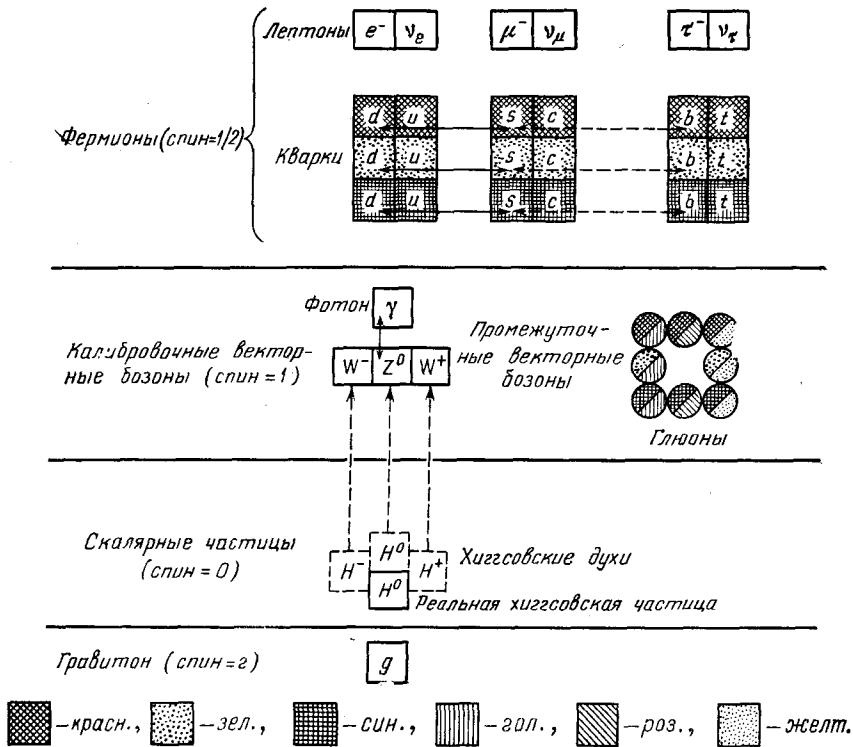 Лептоны e⁻ νₑ μ⁻ ν_μ τ⁻ ν_τ
d u s c b t
Фермионы (спин=1/2)
Кварки d u s c b t
d u s c b t
Фотон γ
Калибровочные вектор-
ные бозоны (спин=1)
W⁻ Z⁰ W⁺
Промежуточ-
ные векторные
бозоны
Глюоны
Скалярные частицы
(спин = 0)
H⁻ H⁰ H⁺
H⁰
Хиггсовские духи
Реальная хиггсовская частица
Гравитон (спин=г) g
–красн., –зел., –син., –гол., –роз., –желт.